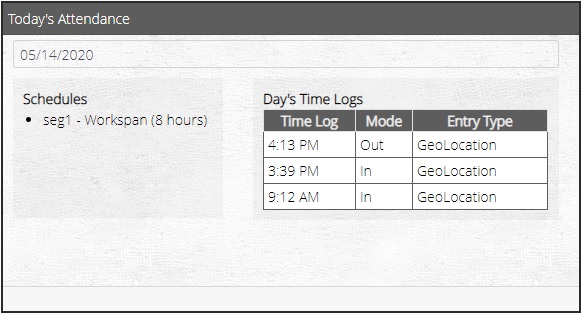 Today's Attendance
05/14/2020
Schedules
• seg1 - Workspan (8 hours)
Day's Time Logs
Time Log Mode Entry Type
4:13 PM Out GeoLocation
3:39 PM In GeoLocation
9:12 AM In GeoLocation